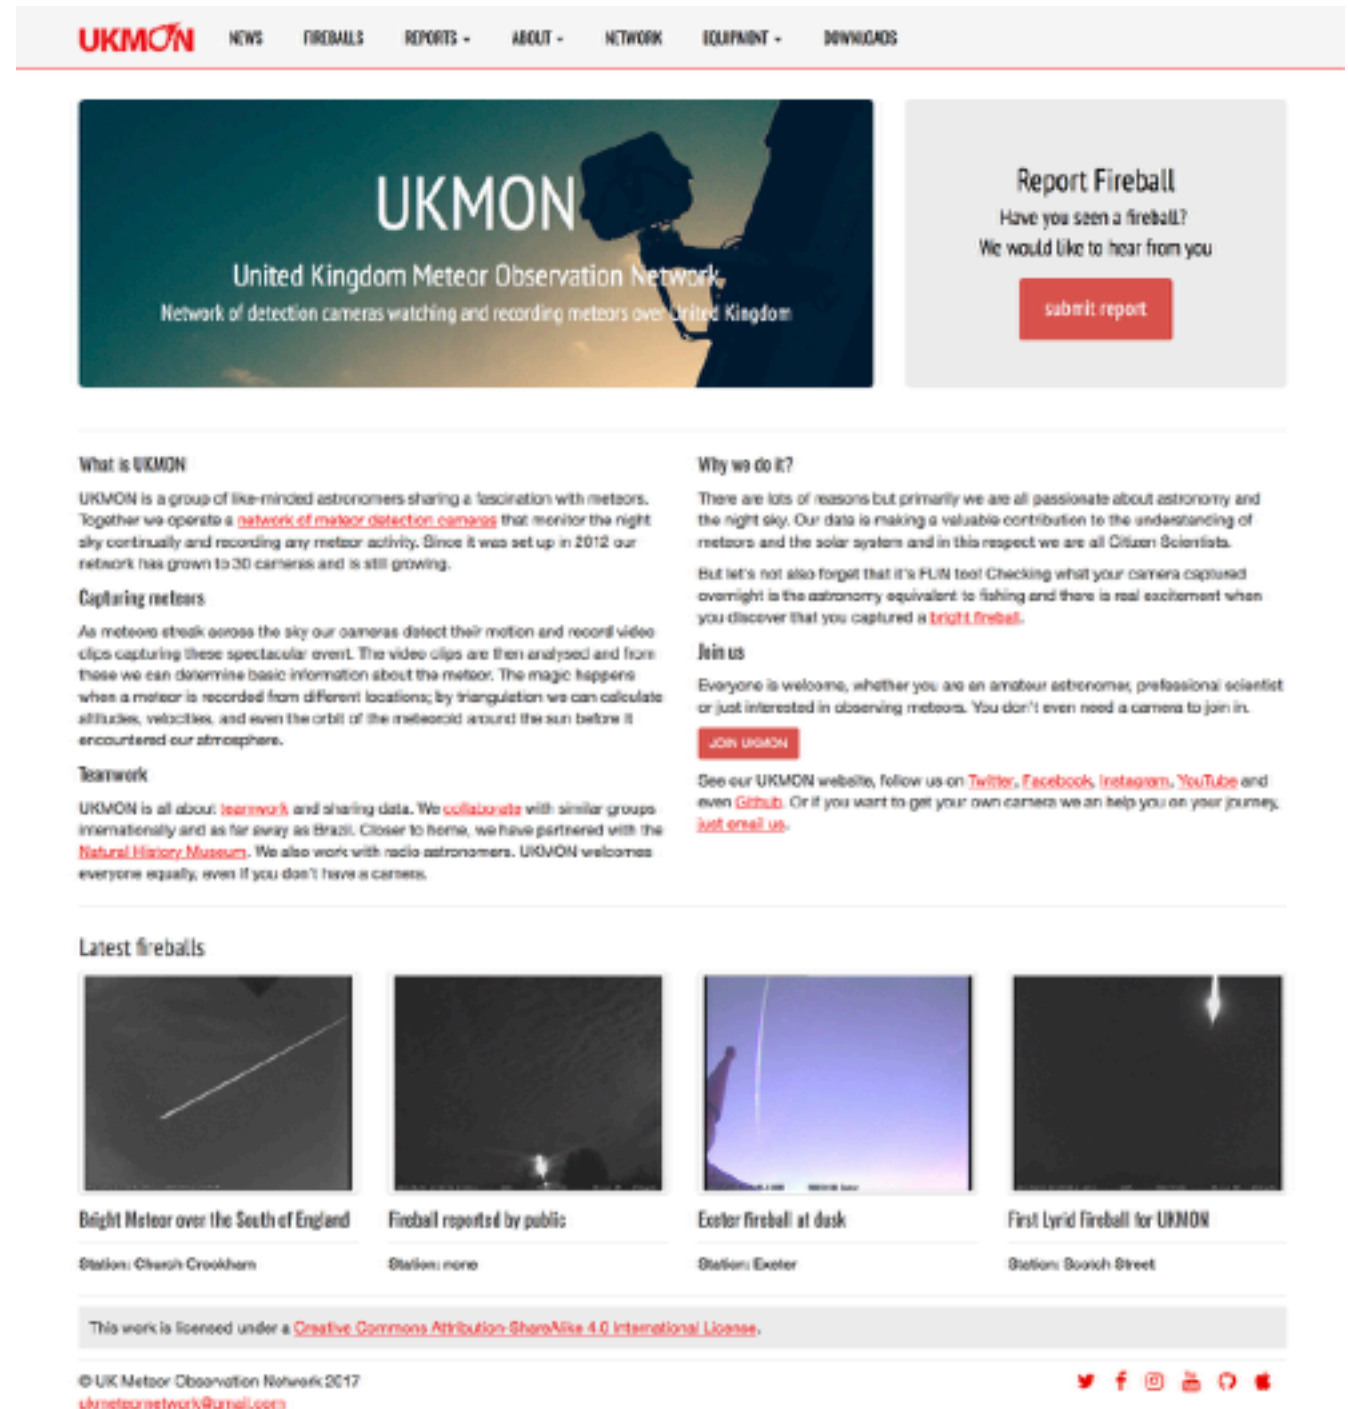 UKMON NEWS FIREBALLS REPORTS ABOUT NETWORK EQUIPMENT DOWNLOADS
UKMON
United Kingdom Meteor Observation Network
Network of detection cameras watching and recording meteors over United Kingdom
Report Fireball
Have you seen a fireball?
We would like to hear from you
submit report
What is UKMON
UKMON is a group of like-minded astronomers sharing a fascination with meteors.
Together we operate a network of meteor detection cameras that monitor the night
sky continually and recording any meteor activity. Since it was set up in 2012 our
network has grown to 30 cameras and is still growing.
Capturing meteors
As meteors streak across the sky our cameras detect their motion and record video
clips capturing these spectacular event. The video clips are then analysed and from
these we can determine basic information about the meteor. The magic happens
when a meteor is recorded from different locations; by triangulation we can calculate
altitudes, velocities, and even the orbit of the meteoroid around the sun before it
encountered our atmosphere.
Teamwork
UKMON is all about teamwork and sharing data. We collaborate with similar groups
internationally and as far away as Brazil. Closer to home, we have partnered with the
Natural History Museum. We also work with radio astronomers. UKMON welcomes
everyone equally, even if you don't have a camera.
Why we do it?
There are lots of reasons but primarily we are all passionate about astronomy and
the night sky. Our data is making a valuable contribution to the understanding of
meteors and the solar system and in this respect we are all Citizen Scientists.
But let's not also forget that it's FUN too! Checking what your camera captured
overnight is the astronomy equivalent to fishing and there is real excitement when
you discover that you captured a bright fireball.
Join us
Everyone is welcome, whether you are an amateur astronomer, professional scientist
or just interested in observing meteors. You don't even need a camera to join in.
JOIN UKMON
See our UKMON website, follow us on Twitter, Facebook, Instagram, YouTube and
even Github. Or if you want to get your own camera we an help you on your journey,
just email us.
Latest fireballs
Bright Meteor over the South of England
Station: Church Crookham
Fireball reported by public
Station: none
Exeter fireball at dusk
Station: Exeter
First Lyrid Fireball for UKMON
Station: Scotch Street
This work is licensed under a Creative Commons Attribution-ShareAlike 4.0 International License.
© UK Meteor Observation Network 2017
ukmeteornetwork@gmail.com